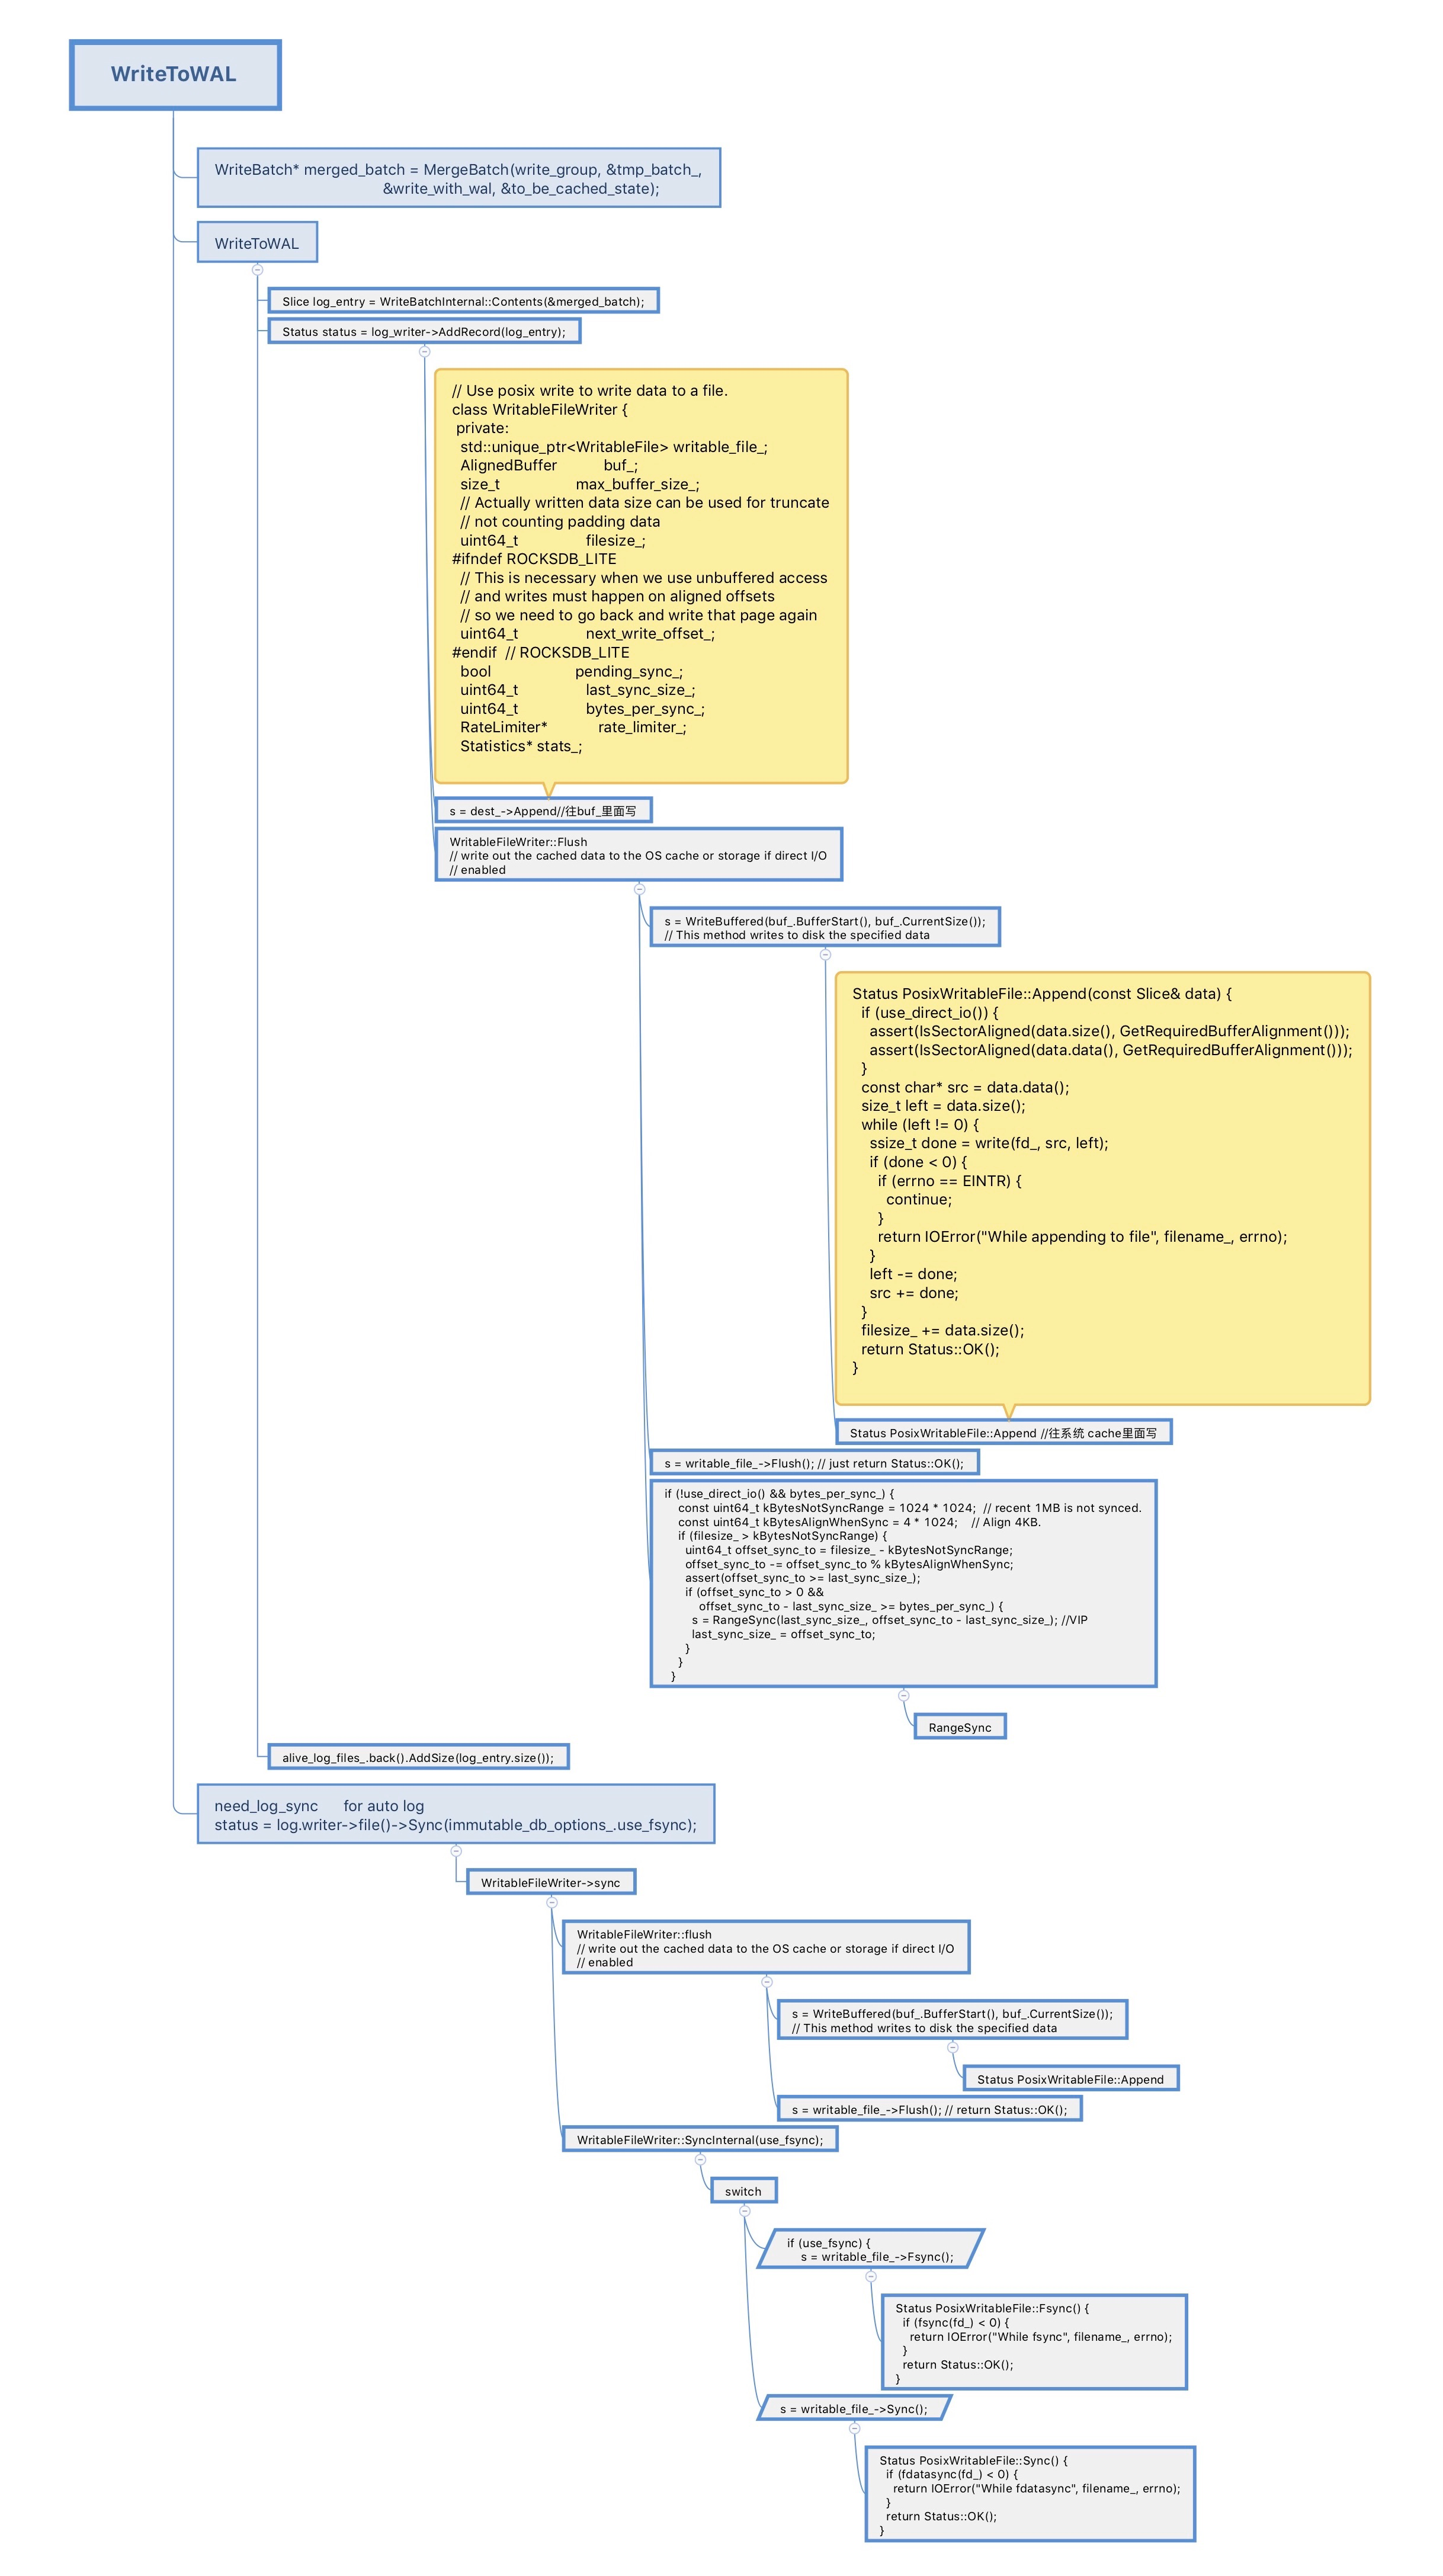 WriteToWAL
WriteBatch* merged_batch = MergeBatch(write_group, &tmp_batch_,
&write_with_wal, &to_be_cached_state);
WriteToWAL
Slice log_entry = WriteBatchInternal::Contents(&merged_batch);
Status status = log_writer->AddRecord(log_entry);
// Use posix write to write data to a file.
class WritableFileWriter {
private:
std::unique_ptr<WritableFile> writable_file_;
AlignedBuffer buf_;
size_t max_buffer_size_;
// Actually written data size can be used for truncate
// not counting padding data
uint64_t filesize_;
#ifndef ROCKSDB_LITE
// This is necessary when we use unbuffered access
// and writes must happen on aligned offsets
// so we need to go back and write that page again
uint64_t next_write_offset_;
#endif // ROCKSDB_LITE
bool pending_sync_;
uint64_t last_sync_size_;
uint64_t bytes_per_sync_;
RateLimiter* rate_limiter_;
Statistics* stats_;
s = dest_->Append//往buf_里面写
WritableFileWriter::Flush
// write out the cached data to the OS cache or storage if direct I/O
// enabled
s = WriteBuffered(buf_.BufferStart(), buf_.CurrentSize());
// This method writes to disk the specified data
Status PosixWritableFile::Append(const Slice& data) {
if (use_direct_io()) {
assert(IsSectorAligned(data.size(), GetRequiredBufferAlignment()));
assert(IsSectorAligned(data.data(), GetRequiredBufferAlignment()));
}
const char* src = data.data();
size_t left = data.size();
while (left != 0) {
ssize_t done = write(fd_, src, left);
if (done < 0) {
if (errno == EINTR) {
continue;
}
return IOError("While appending to file", filename_, errno);
}
left -= done;
src += done;
}
filesize_ += data.size();
return Status::OK();
}
Status PosixWritableFile::Append //往系统 cache里面写
s = writable_file_->Flush(); // just return Status::OK();
if (!use_direct_io() && bytes_per_sync_) {
const uint64_t kBytesNotSyncRange = 1024 * 1024; // recent 1MB is not synced.
const uint64_t kBytesAlignWhenSync = 4 * 1024; // Align 4KB.
if (filesize_ > kBytesNotSyncRange) {
uint64_t offset_sync_to = filesize_ - kBytesNotSyncRange;
offset_sync_to -= offset_sync_to % kBytesAlignWhenSync;
assert(offset_sync_to >= last_sync_size_);
if (offset_sync_to > 0 &&
offset_sync_to - last_sync_size_ >= bytes_per_sync_) {
s = RangeSync(last_sync_size_, offset_sync_to - last_sync_size_); //VIP
last_sync_size_ = offset_sync_to;
}
}
}
RangeSync
alive_log_files_.back().AddSize(log_entry.size());
need_log_sync for auto log
status = log.writer->file()->Sync(immutable_db_options_.use_fsync);
WritableFileWriter->sync
WritableFileWriter::flush
// write out the cached data to the OS cache or storage if direct I/O
// enabled
s = WriteBuffered(buf_.BufferStart(), buf_.CurrentSize());
// This method writes to disk the specified data
Status PosixWritableFile::Append
s = writable_file_->Flush(); // return Status::OK();
WritableFileWriter::SyncInternal(use_fsync);
switch
if (use_fsync) {
s = writable_file_->Fsync();
Status PosixWritableFile::Fsync() {
if (fsync(fd_) < 0) {
return IOError("While fsync", filename_, errno);
}
return Status::OK();
}
s = writable_file_->Sync();
Status PosixWritableFile::Sync() {
if (fdatasync(fd_) < 0) {
return IOError("While fdatasync", filename_, errno);
}
return Status::OK();
}